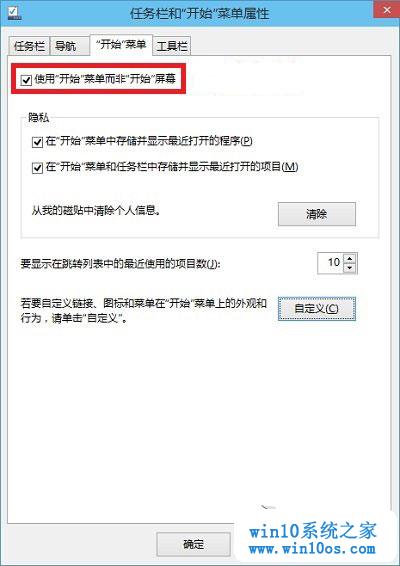 任务栏和“开始”菜单属性
任务栏 导航 “开始”菜单 工具栏
使用“开始”菜单而非“开始”屏幕
隐私
在“开始”菜单中存储并显示最近打开的程序(P)
在“开始”菜单和任务栏中存储并显示最近打开的项目(M)
从我的磁贴中清除个人信息。 清除
要显示在跳转列表中的最近使用的项目数(J): 10
若要自定义链接、图标和菜单在“开始”菜单上的外观和
行为，请单击“自定义”。 自定义(C)
确定
win10系统之家
www.win10os.com